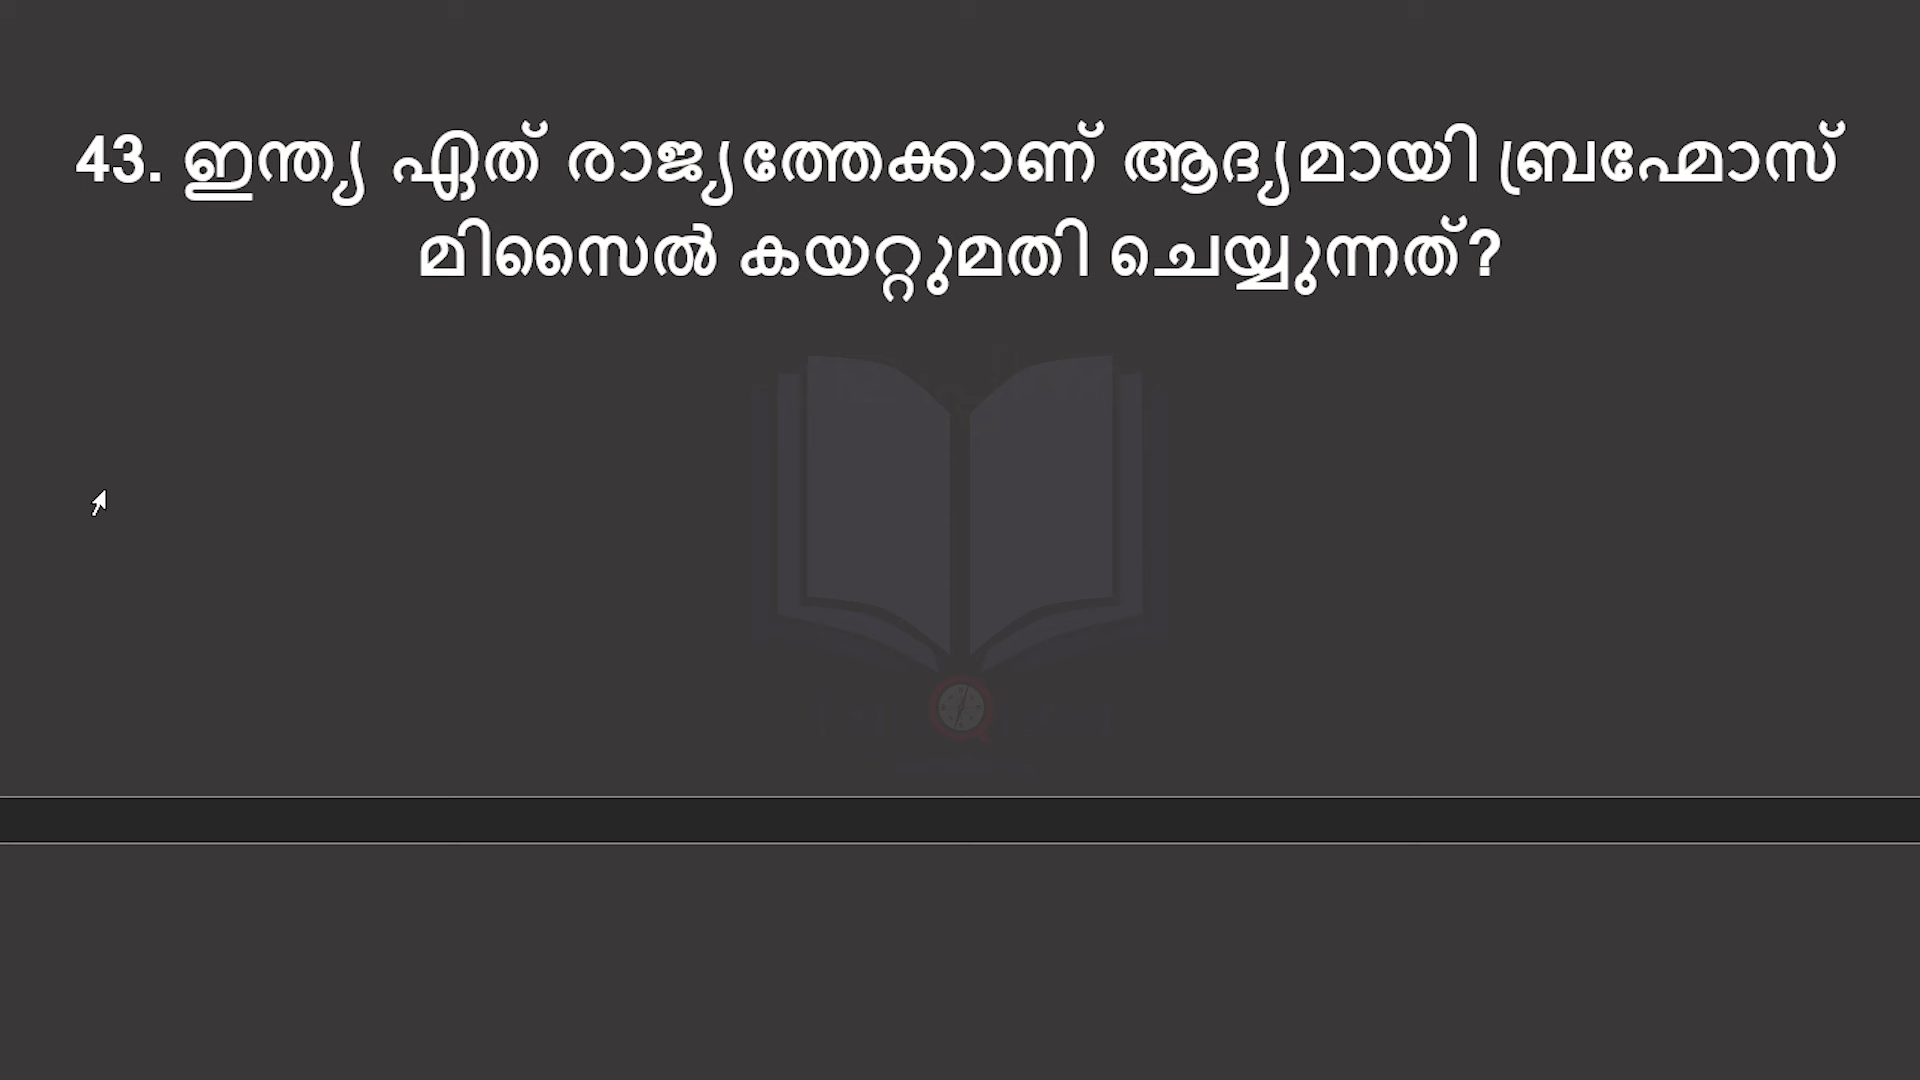 43. ഇന്ത്യ ഏത് രാജ്യത്തേക്കാണ് ആദ്യമായി ബ്രഹ്മോസ്
മിസൈൽ കയറ്റുമതി ചെയ്യുന്നത്?